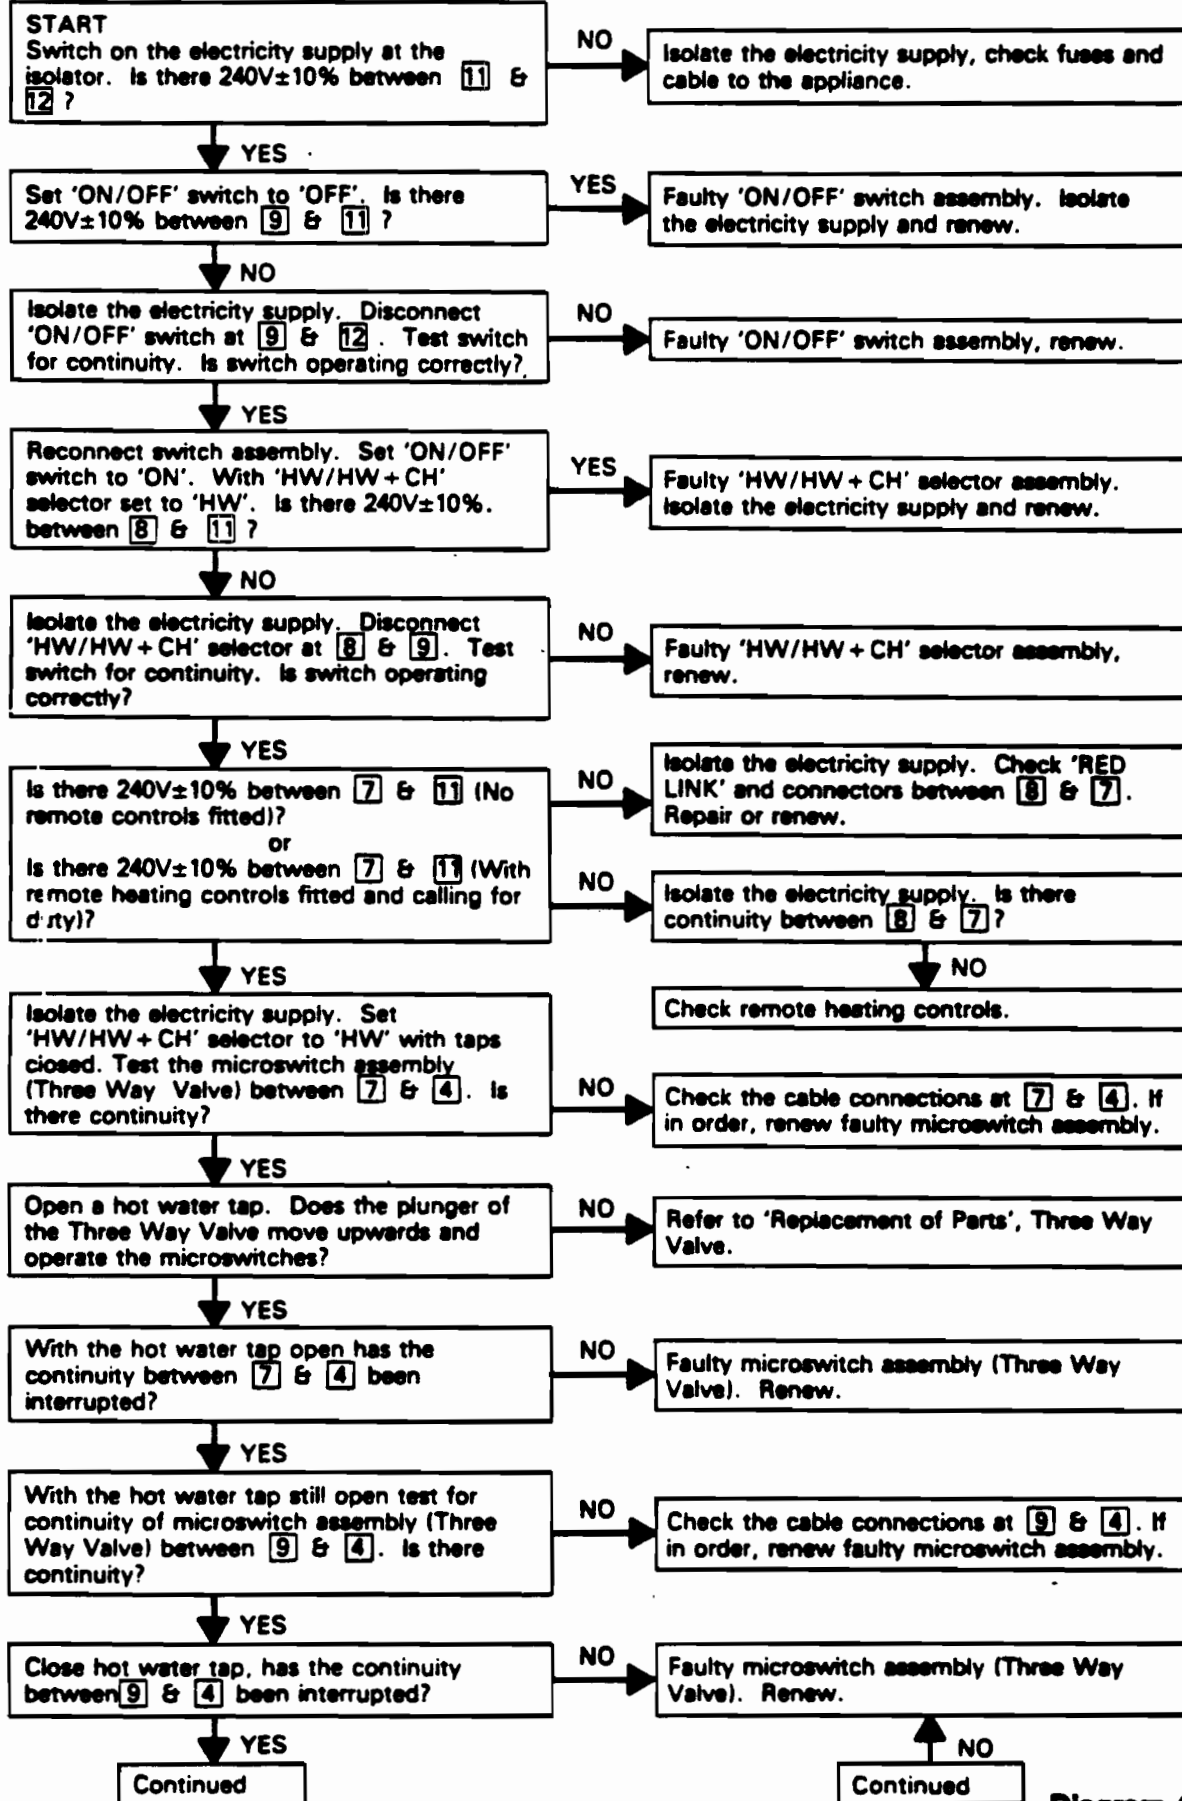 START
Switch on the electricity supply at the
isolator. Is there 240V±10% between 11 &
12 ?
NO
Isolate the electricity supply, check fuses and
cable to the appliance.
YES
Set 'ON/OFF' switch to 'OFF'. Is there
240V±10% between 9 & 11 ?
YES
Faulty 'ON/OFF' switch assembly. Isolate
the electricity supply and renew.
NO
Isolate the electricity supply. Disconnect
'ON/OFF' switch at 9 & 12 . Test switch
for continuity. Is switch operating correctly?
NO
Faulty 'ON/OFF' switch assembly, renew.
YES
Reconnect switch assembly. Set 'ON/OFF'
switch to 'ON'. With 'HW/HW + CH'
selector set to 'HW'. Is there 240V±10%.
between 8 & 11 ?
YES
Faulty 'HW/HW + CH' selector assembly.
Isolate the electricity supply and renew.
NO
Isolate the electricity supply. Disconnect
'HW/HW + CH' selector at 8 & 9 . Test
switch for continuity. Is switch operating
correctly?
NO
Faulty 'HW/HW + CH' selector assembly,
renew.
YES
Is there 240V±10% between 7 & 11 (No
remote controls fitted)?
or
Is there 240V±10% between 7 & 11 (With
remote heating controls fitted and calling for
duty)?
NO
Isolate the electricity supply. Check 'RED
LINK' and connectors between 8 & 7 .
Repair or renew.
NO
Isolate the electricity supply. Is there
continuity between 8 & 7 ?
NO
Check remote heating controls.
YES
Isolate the electricity supply. Set
'HW/HW + CH' selector to 'HW' with taps
closed. Test the microswitch assembly
(Three Way Valve) between 7 & 4 . Is
there continuity?
NO
Check the cable connections at 7 & 4 . If
in order, renew faulty microswitch assembly.
YES
Open a hot water tap. Does the plunger of
the Three Way Valve move upwards and
operate the microswitches?
NO
Refer to 'Replacement of Parts', Three Way
Valve.
YES
With the hot water tap open has the
continuity between 7 & 4 been
interrupted?
NO
Faulty microswitch assembly (Three Way
Valve). Renew.
YES
With the hot water tap still open test for
continuity of microswitch assembly (Three
Way Valve) between 9 & 4 . Is there
continuity?
NO
Check the cable connections at 9 & 4 . If
in order, renew faulty microswitch assembly.
YES
Close hot water tap, has the continuity
between 9 & 4 been interrupted?
NO
Faulty microswitch assembly (Three Way
Valve). Renew.
YES
NO
Continued
Continued